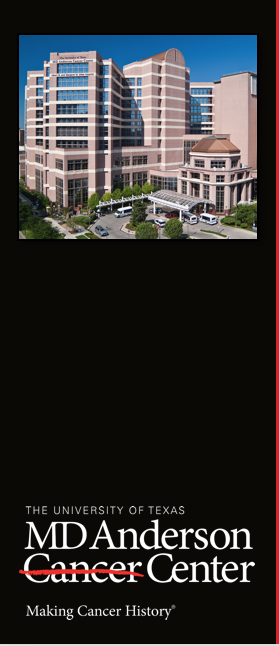 THE UNIVERSITY OF TEXAS
MD Anderson
Cancer Center
Making Cancer History®